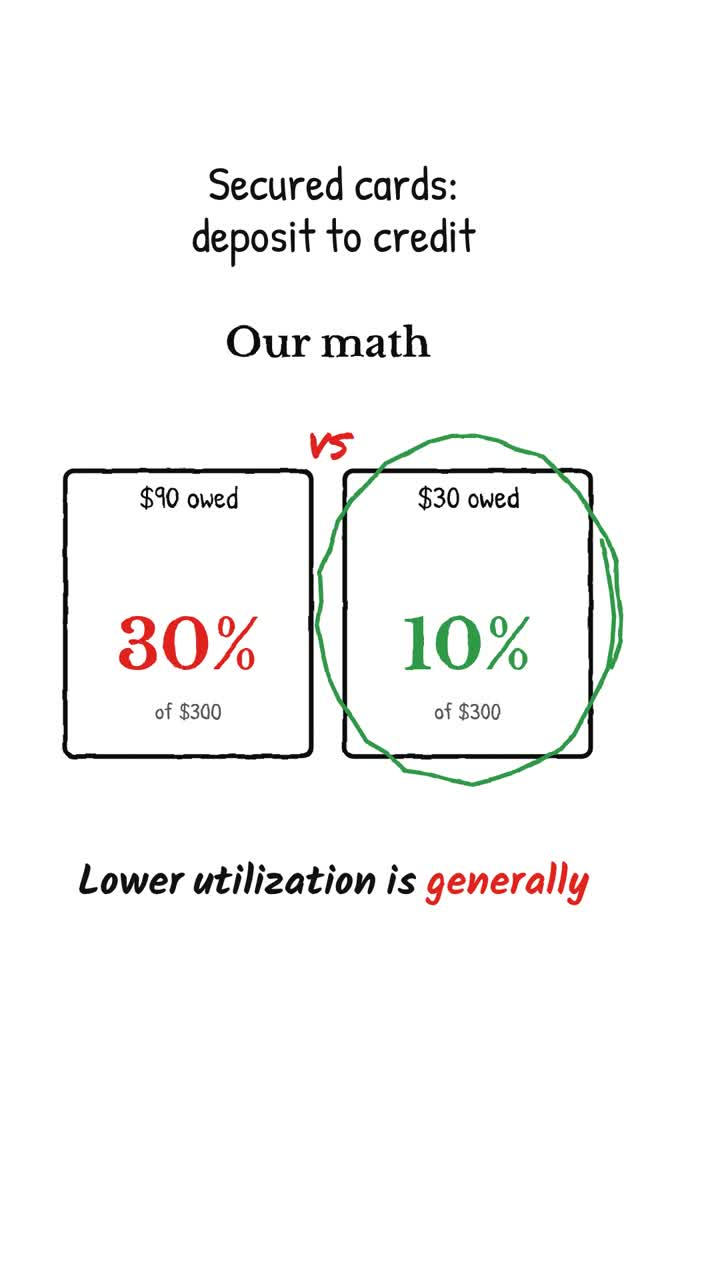 Secured cards:
deposit to credit
Our math
vs
$90 owed
30%
of $300
$30 owed
10%
of $300
Lower utilization is generally